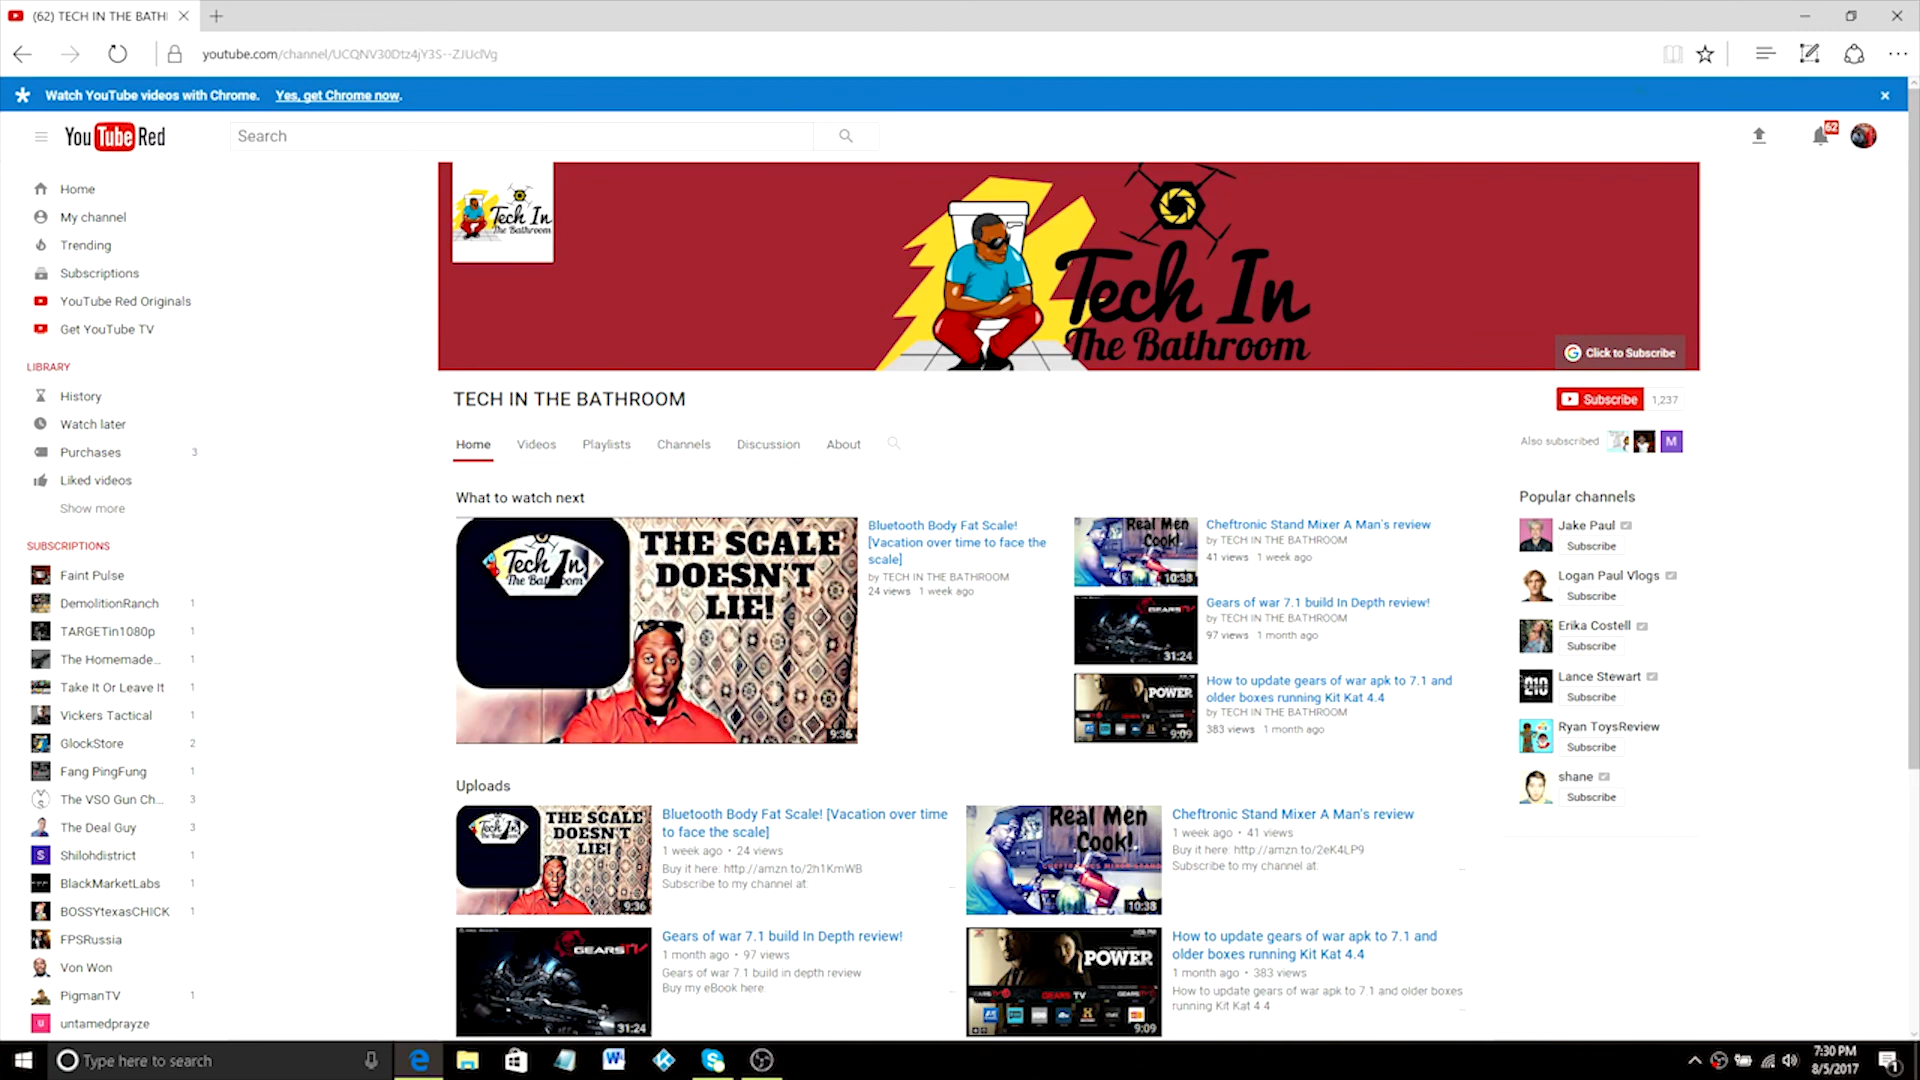 (62) TECH IN THE BATHI
youtube.com/channel/UCQNV30Dtz4jY3S--ZJUclVg
Watch YouTube videos with Chrome. Yes, get Chrome now.
YouTube Red
Search
62
Home
My channel
Trending
Subscriptions
YouTube Red Originals
Get YouTube TV
LIBRARY
History
Watch later
Purchases 3
Liked videos
Show more
SUBSCRIPTIONS
Faint Pulse
DemolitionRanch 1
TARGETin1080p 1
The Homemade... 1
Take It Or Leave It 1
Vickers Tactical 1
GlockStore 2
Fang PingFung 1
The VSO Gun Ch... 3
The Deal Guy 3
S Shilohdistrict 1
BlackMarketLabs 1
BOSSYtexasCHICK 1
FPSRussia
Von Won
PigmanTV 1
U untamedprayze
Tech In
The Bathroom
Tech In
The Bathroom
Click to Subscribe
TECH IN THE BATHROOM
Subscribe 1,237
Home Videos Playlists Channels Discussion About
Also subscribed M
What to watch next
Tech In
THE SCALE
DOESN'T
LIE!
9:36
Bluetooth Body Fat Scale!
[Vacation over time to face the
scale]
by TECH IN THE BATHROOM
24 views 1 week ago
Real Men
Cook!
10:38
Cheftronic Stand Mixer A Man's review
by TECH IN THE BATHROOM
41 views 1 week ago
GEARSTV
31:24
Gears of war 7.1 build In Depth review!
by TECH IN THE BATHROOM
97 views 1 month ago
POWER
9:09
How to update gears of war apk to 7.1 and
older boxes running Kit Kat 4.4
by TECH IN THE BATHROOM
383 views 1 month ago
Popular channels
Jake Paul
Subscribe
Logan Paul Vlogs
Subscribe
Erika Costell
Subscribe
Lance Stewart
Subscribe
Ryan ToysReview
Subscribe
shane
Subscribe
Uploads
Tech In
THE SCALE
DOESN'T
LIE!
9:36
Bluetooth Body Fat Scale! [Vacation over time
to face the scale]
1 week ago • 24 views
Buy it here: http://amzn.to/2h1KmWB
Subscribe to my channel at:
Real Men
Cook!
10:38
Cheftronic Stand Mixer A Man's review
1 week ago • 41 views
Buy it here: http://amzn.to/2eK4LP9
Subscribe to my channel at:
GEARSTV
31:24
Gears of war 7.1 build In Depth review!
1 month ago • 97 views
Gears of war 7.1 build in depth review
Buy my eBook here:
POWER
GEARS TV
9:09
How to update gears of war apk to 7.1 and
older boxes running Kit Kat 4.4
1 month ago • 383 views
How to update gears of war apk to 7.1 and older boxes
running Kit Kat 4.4
Type here to search
7:30 PM
8/5/2017
1